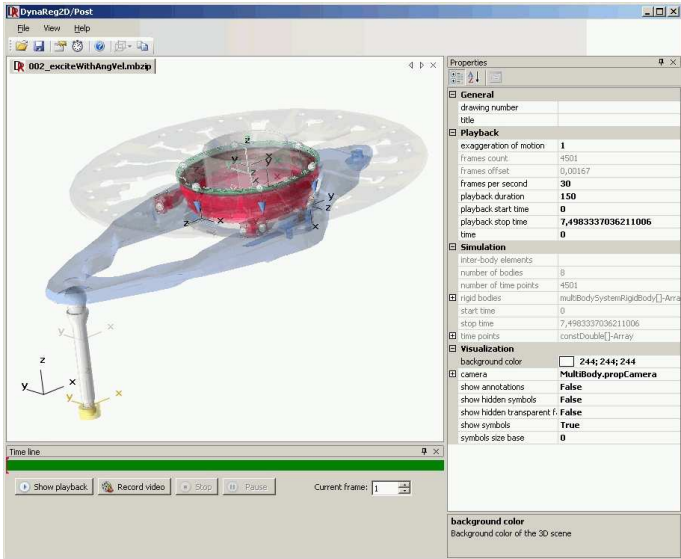 DynaReg2D/Post
File View Help
002_exciteWithAngVel.mbzip
z
y y
x
z
x
y
z
x
z
x
y
x
z
y
x
y
x
Time line
Show playback Record video Stop Pause Current frame: 1
Properties
General
drawing number
title
Playback
exaggeration of motion 1
frames count 4501
frames offset 0,00167
frames per second 30
playback duration 150
playback start time 0
playback stop time 7,4983337036211006
time 0
Simulation
inter-body elements
number of bodies 8
number of time points 4501
rigid bodies multiBodySystemRigidBody[]-Arra
start time 0
stop time 7,4983337036211006
time points constDouble[]-Array
Visualization
background color 244; 244; 244
camera MultiBody.propCamera
show annotations False
show hidden symbols False
show hidden transparent f False
show symbols True
symbols size base 0
background color
Background color of the 3D scene